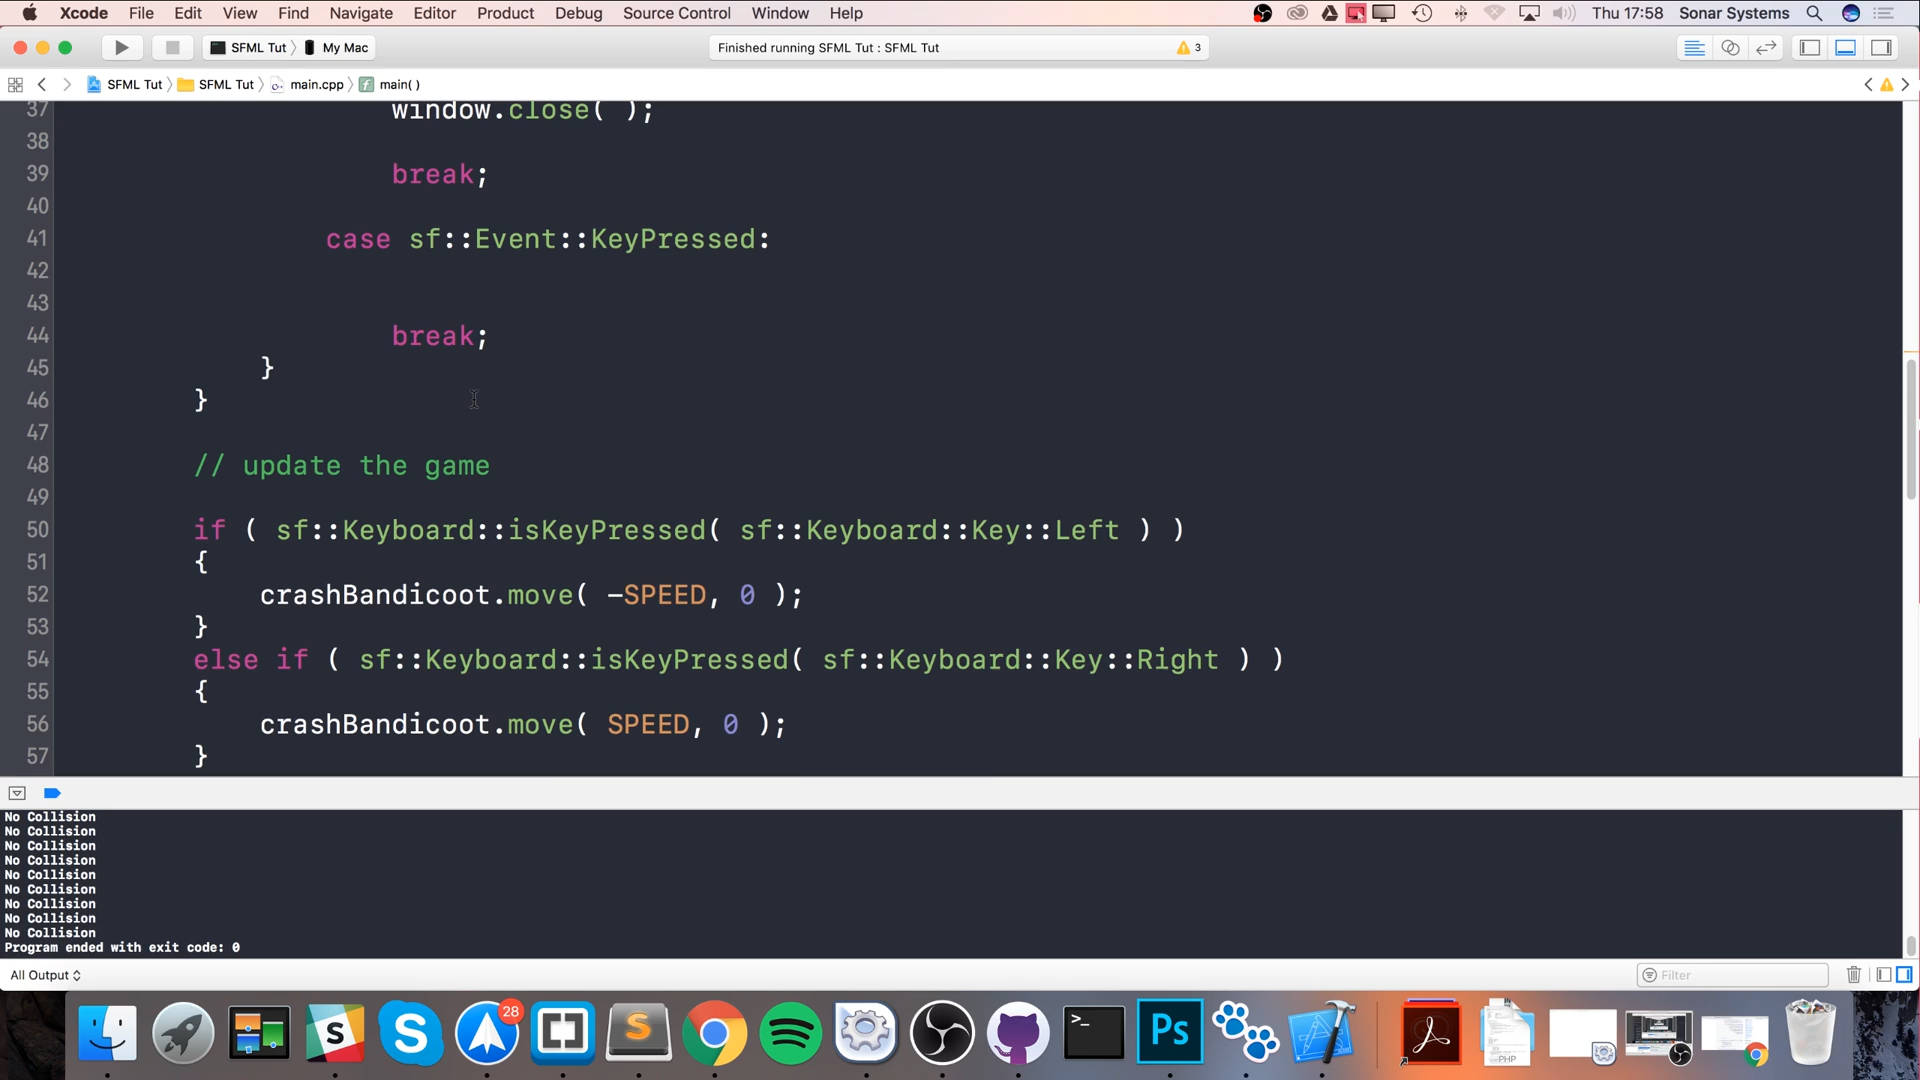 Xcode File Edit View Find Navigate Editor Product Debug Source Control Window Help Thu 17:58 Sonar Systems
SFML Tut My Mac Finished running SFML Tut : SFML Tut 3
SFML Tut SFML Tut main.cpp main( )
37 window.close( );
38
39 break;
40
41 case sf::Event::KeyPressed:
42
43
44 break;
45 }
46 }
47
48 // update the game
49
50 if ( sf::Keyboard::isKeyPressed( sf::Keyboard::Key::Left ) )
51 {
52 crashBandicoot.move( -SPEED, 0 );
53 }
54 else if ( sf::Keyboard::isKeyPressed( sf::Keyboard::Key::Right ) )
55 {
56 crashBandicoot.move( SPEED, 0 );
57 }
No Collision
No Collision
No Collision
No Collision
No Collision
No Collision
No Collision
No Collision
No Collision
Program ended with exit code: 0
All Output Filter
28
Ps
PHP